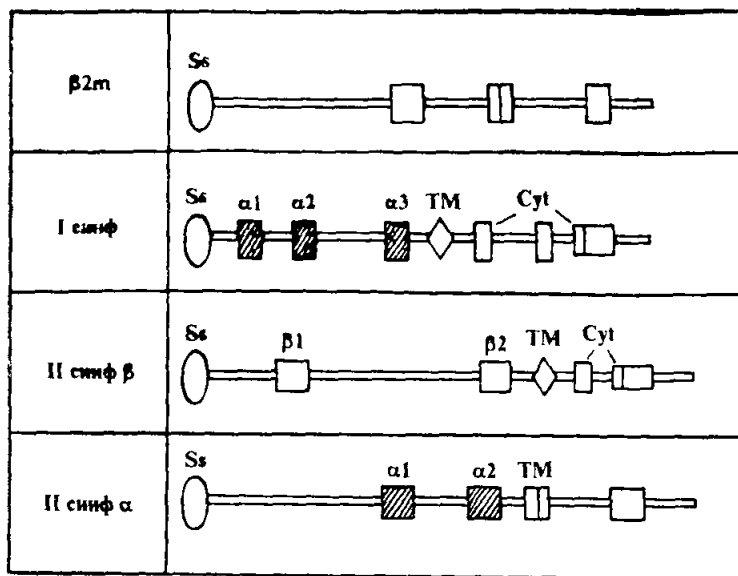 β2m
Ss
I синф
Ss α1 α2 α3 TM Cyt
II синф β
Ss β1 β2 TM Cyt
II синф α
Ss α1 α2 TM